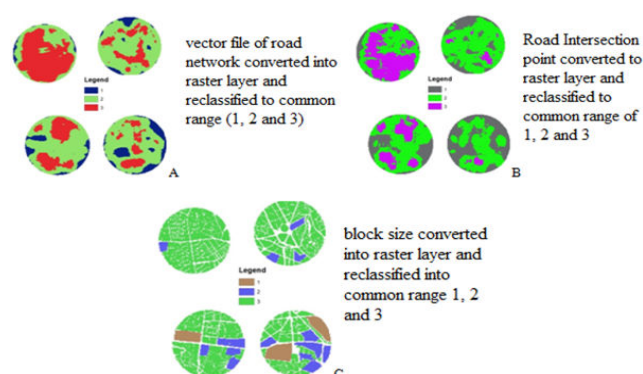 vector file of road
network converted into
raster layer and
reclassified to common
range (1, 2 and 3)
Legend
1
2
3
A
Road Intersection
point converted to
raster layer and
reclassified to
common range of
1, 2 and 3
Legend
1
2
B
block size converted
into raster layer and
reclassified into
common range 1, 2
and 3
Legend
1
2
3
C